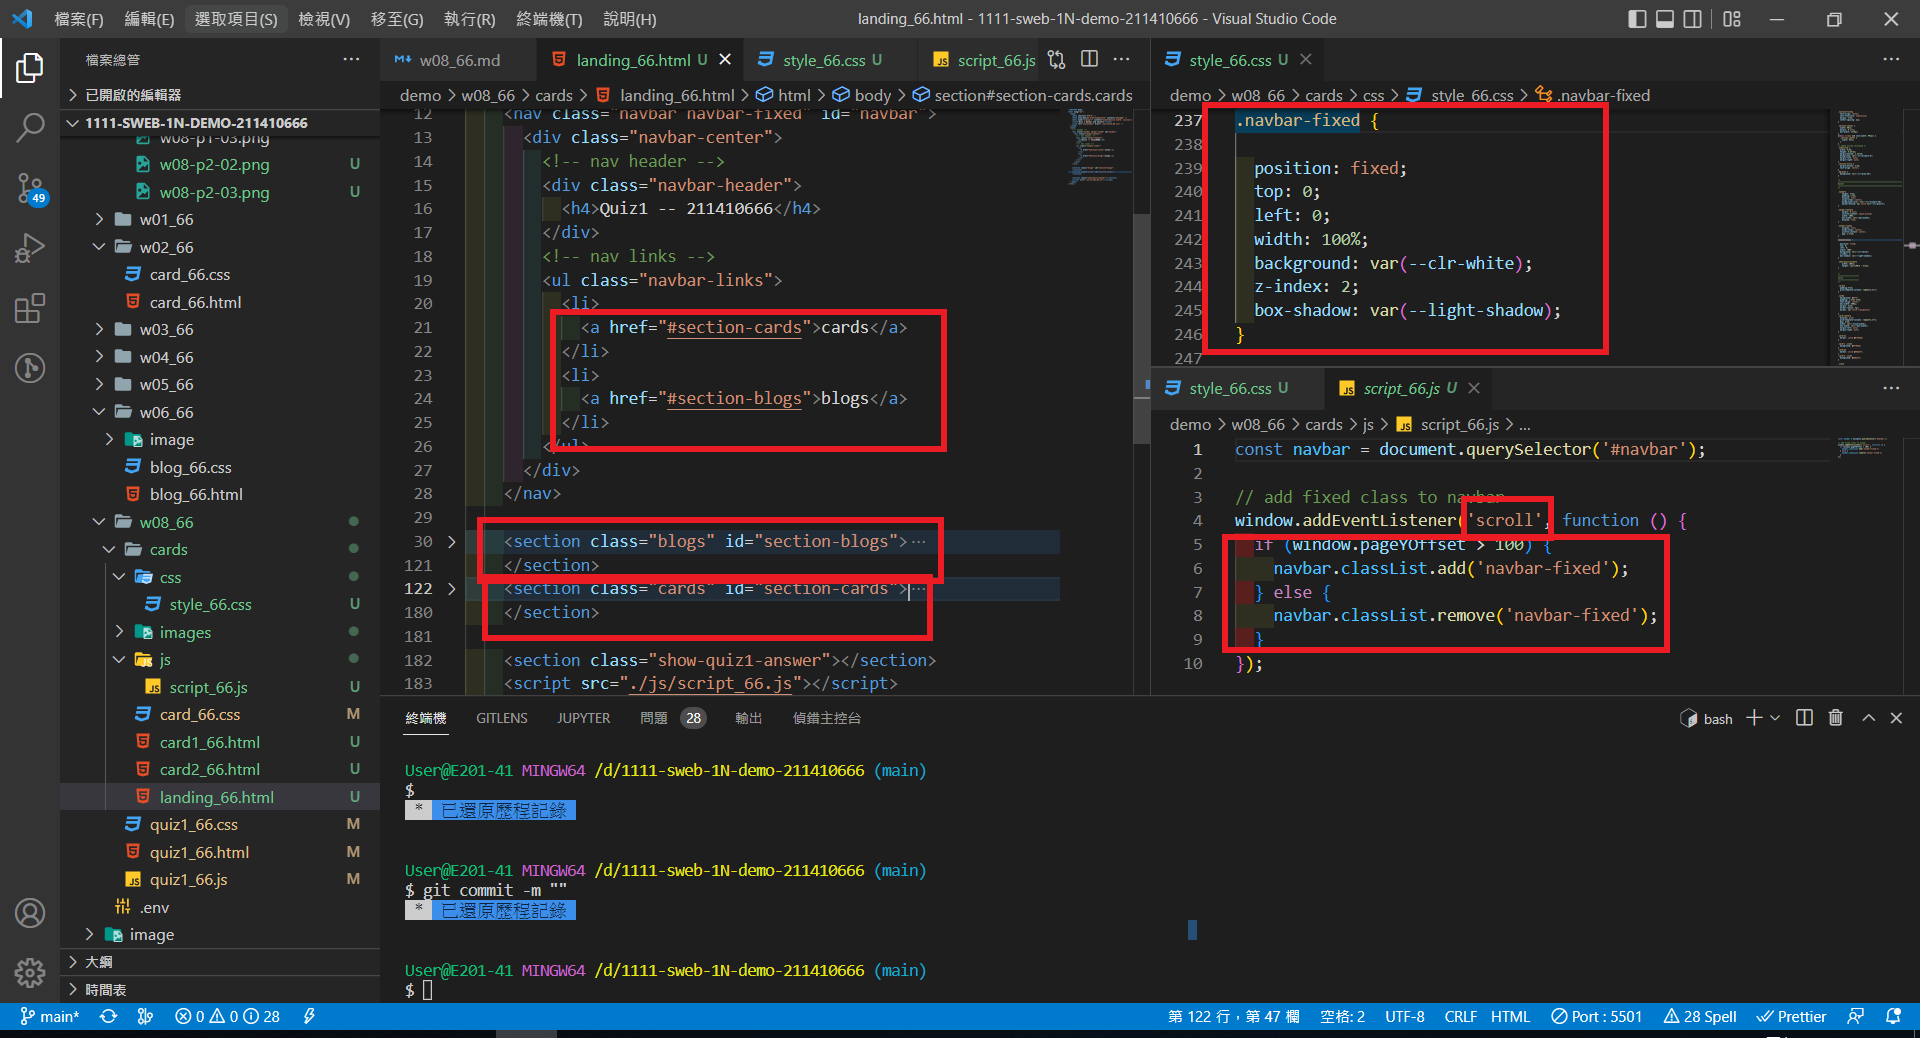 檔案(F) 編輯(E) 選取項目(S) 檢視(V) 移至(G) 執行(R) 終端機(T) 說明(H)
landing_66.html - 1111-sweb-1N-demo-211410666 - Visual Studio Code
檔案總管
已開啟的編輯器
1111-SWEB-1N-DEMO-211410666
w08-p1-03.png
w08-p2-02.png U
w08-p2-03.png U
w01_66
w02_66
card_66.css
card_66.html
w03_66
w04_66
w05_66
w06_66
image
blog_66.css
blog_66.html
w08_66
cards
css
style_66.css U
images
js
script_66.js U
card_66.css M
card1_66.html U
card2_66.html U
landing_66.html U
quiz1_66.css M
quiz1_66.html M
quiz1_66.js M
.env
image
大綱
時間表
49
w08_66.md
landing_66.html U
style_66.css U
script_66.js
demo > w08_66 > cards > landing_66.html > html > body > section#section-cards.cards
12 <nav class="navbar navbar-fixed" id="navbar">
13 <div class="navbar-center">
14 <!-- nav header -->
15 <div class="navbar-header">
16 <h4>Quiz1 -- 211410666</h4>
17 </div>
18 <!-- nav links -->
19 <ul class="navbar-links">
20 <li>
21 <a href="#section-cards">cards</a>
22 </li>
23 <li>
24 <a href="#section-blogs">blogs</a>
25 </li>
26 </ul>
27 </div>
28 </nav>
29
30 <section class="blogs" id="section-blogs">…
121 </section>
122 <section class="cards" id="section-cards">…
180 </section>
181
182 <section class="show-quiz1-answer"></section>
183 <script src="./js/script_66.js"></script>
style_66.css U
demo > w08_66 > cards > css > style_66.css > .navbar-fixed
237 .navbar-fixed {
238
239 position: fixed;
240 top: 0;
241 left: 0;
242 width: 100%;
243 background: var(--clr-white);
244 z-index: 2;
245 box-shadow: var(--light-shadow);
246 }
247
style_66.css U
script_66.js U
demo > w08_66 > cards > js > script_66.js > ...
1 const navbar = document.querySelector('#navbar');
2
3 // add fixed class to navbar
4 window.addEventListener('scroll', function () {
5 if (window.pageYOffset > 100) {
6 navbar.classList.add('navbar-fixed');
7 } else {
8 navbar.classList.remove('navbar-fixed');
9 }
10 });
終端機 GITLENS JUPYTER 問題 28 輸出 偵錯主控台
bash
User@E201-41 MINGW64 /d/1111-sweb-1N-demo-211410666 (main)
$
* 已還原歷程記錄
User@E201-41 MINGW64 /d/1111-sweb-1N-demo-211410666 (main)
$ git commit -m ""
* 已還原歷程記錄
User@E201-41 MINGW64 /d/1111-sweb-1N-demo-211410666 (main)
$
main* 0 0 28
第 122 行，第 47 欄 空格: 2 UTF-8 CRLF HTML Port : 5501 28 Spell Prettier